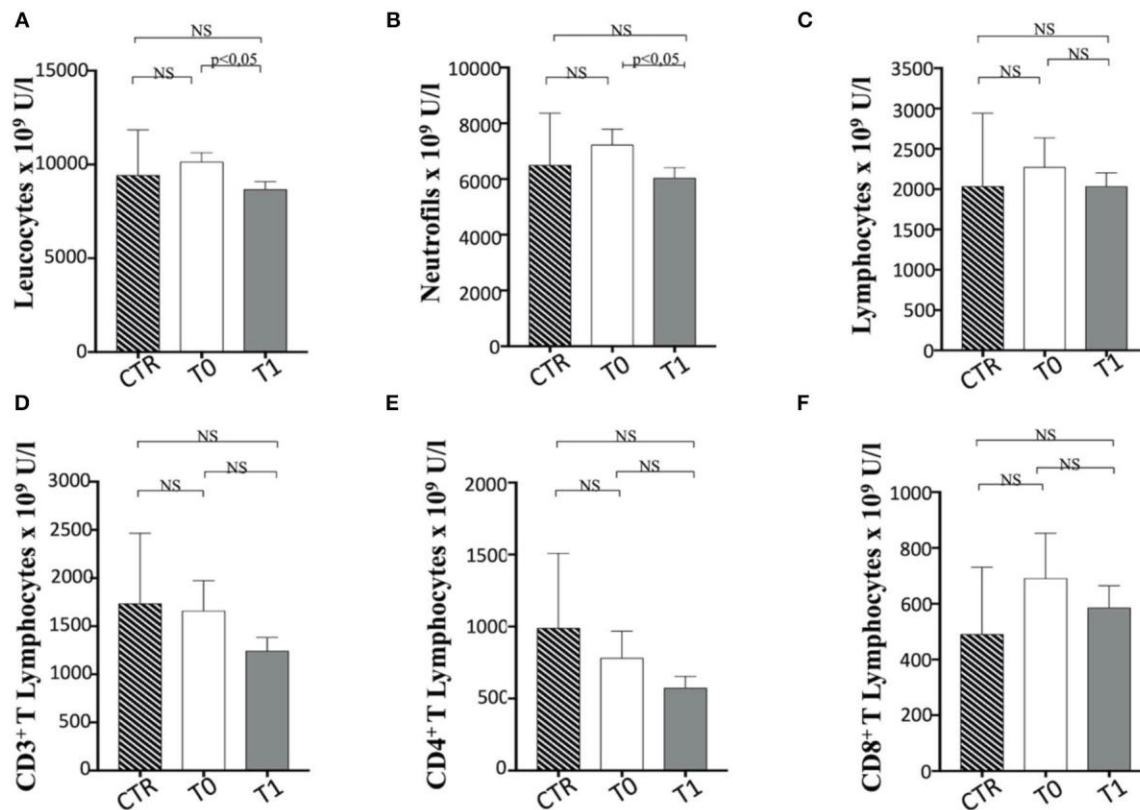 A
NS
NS
p<0,05
Leucocytes x 10⁹ U/l
15000
10000
5000
0
CTR
T0
T1
B
NS
NS
p<0,05
Neutrofils x 10⁹ U/l
10000
8000
6000
4000
2000
0
CTR
T0
T1
C
NS
NS
NS
Lymphocytes x 10⁹ U/l
3500
3000
2500
2000
2000
1000
500
0
CTR
T0
T1
D
NS
NS
NS
CD3⁺ T Lymphocytes x 10⁹ U/l
3000
2500
2000
1500
1000
500
0
CTR
T0
T1
E
NS
NS
NS
CD4⁺ T Lymphocytes x 10⁹ U/l
2000
1500
1000
500
0
CTR
T0
T1
F
NS
NS
NS
CD8⁺ T Lymphocytes x 10⁹ U/l
1000
800
600
400
200
0
CTR
T0
T1